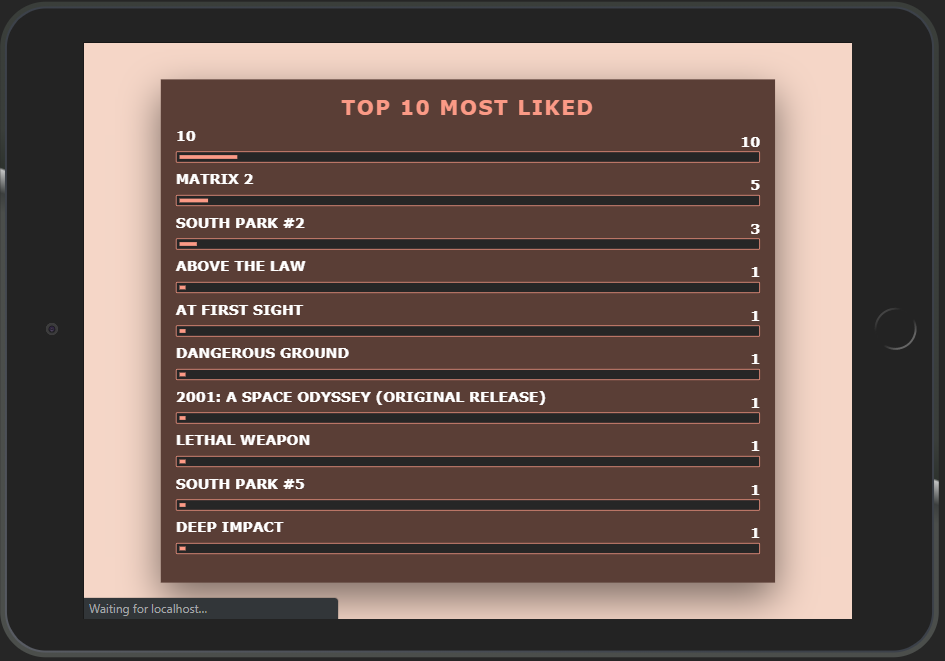 TOP 10 MOST LIKED
10 10
MATRIX 2 5
SOUTH PARK #2 3
ABOVE THE LAW 1
AT FIRST SIGHT 1
DANGEROUS GROUND 1
2001: A SPACE ODYSSEY (ORIGINAL RELEASE) 1
LETHAL WEAPON 1
SOUTH PARK #5 1
DEEP IMPACT 1
Waiting for localhost...